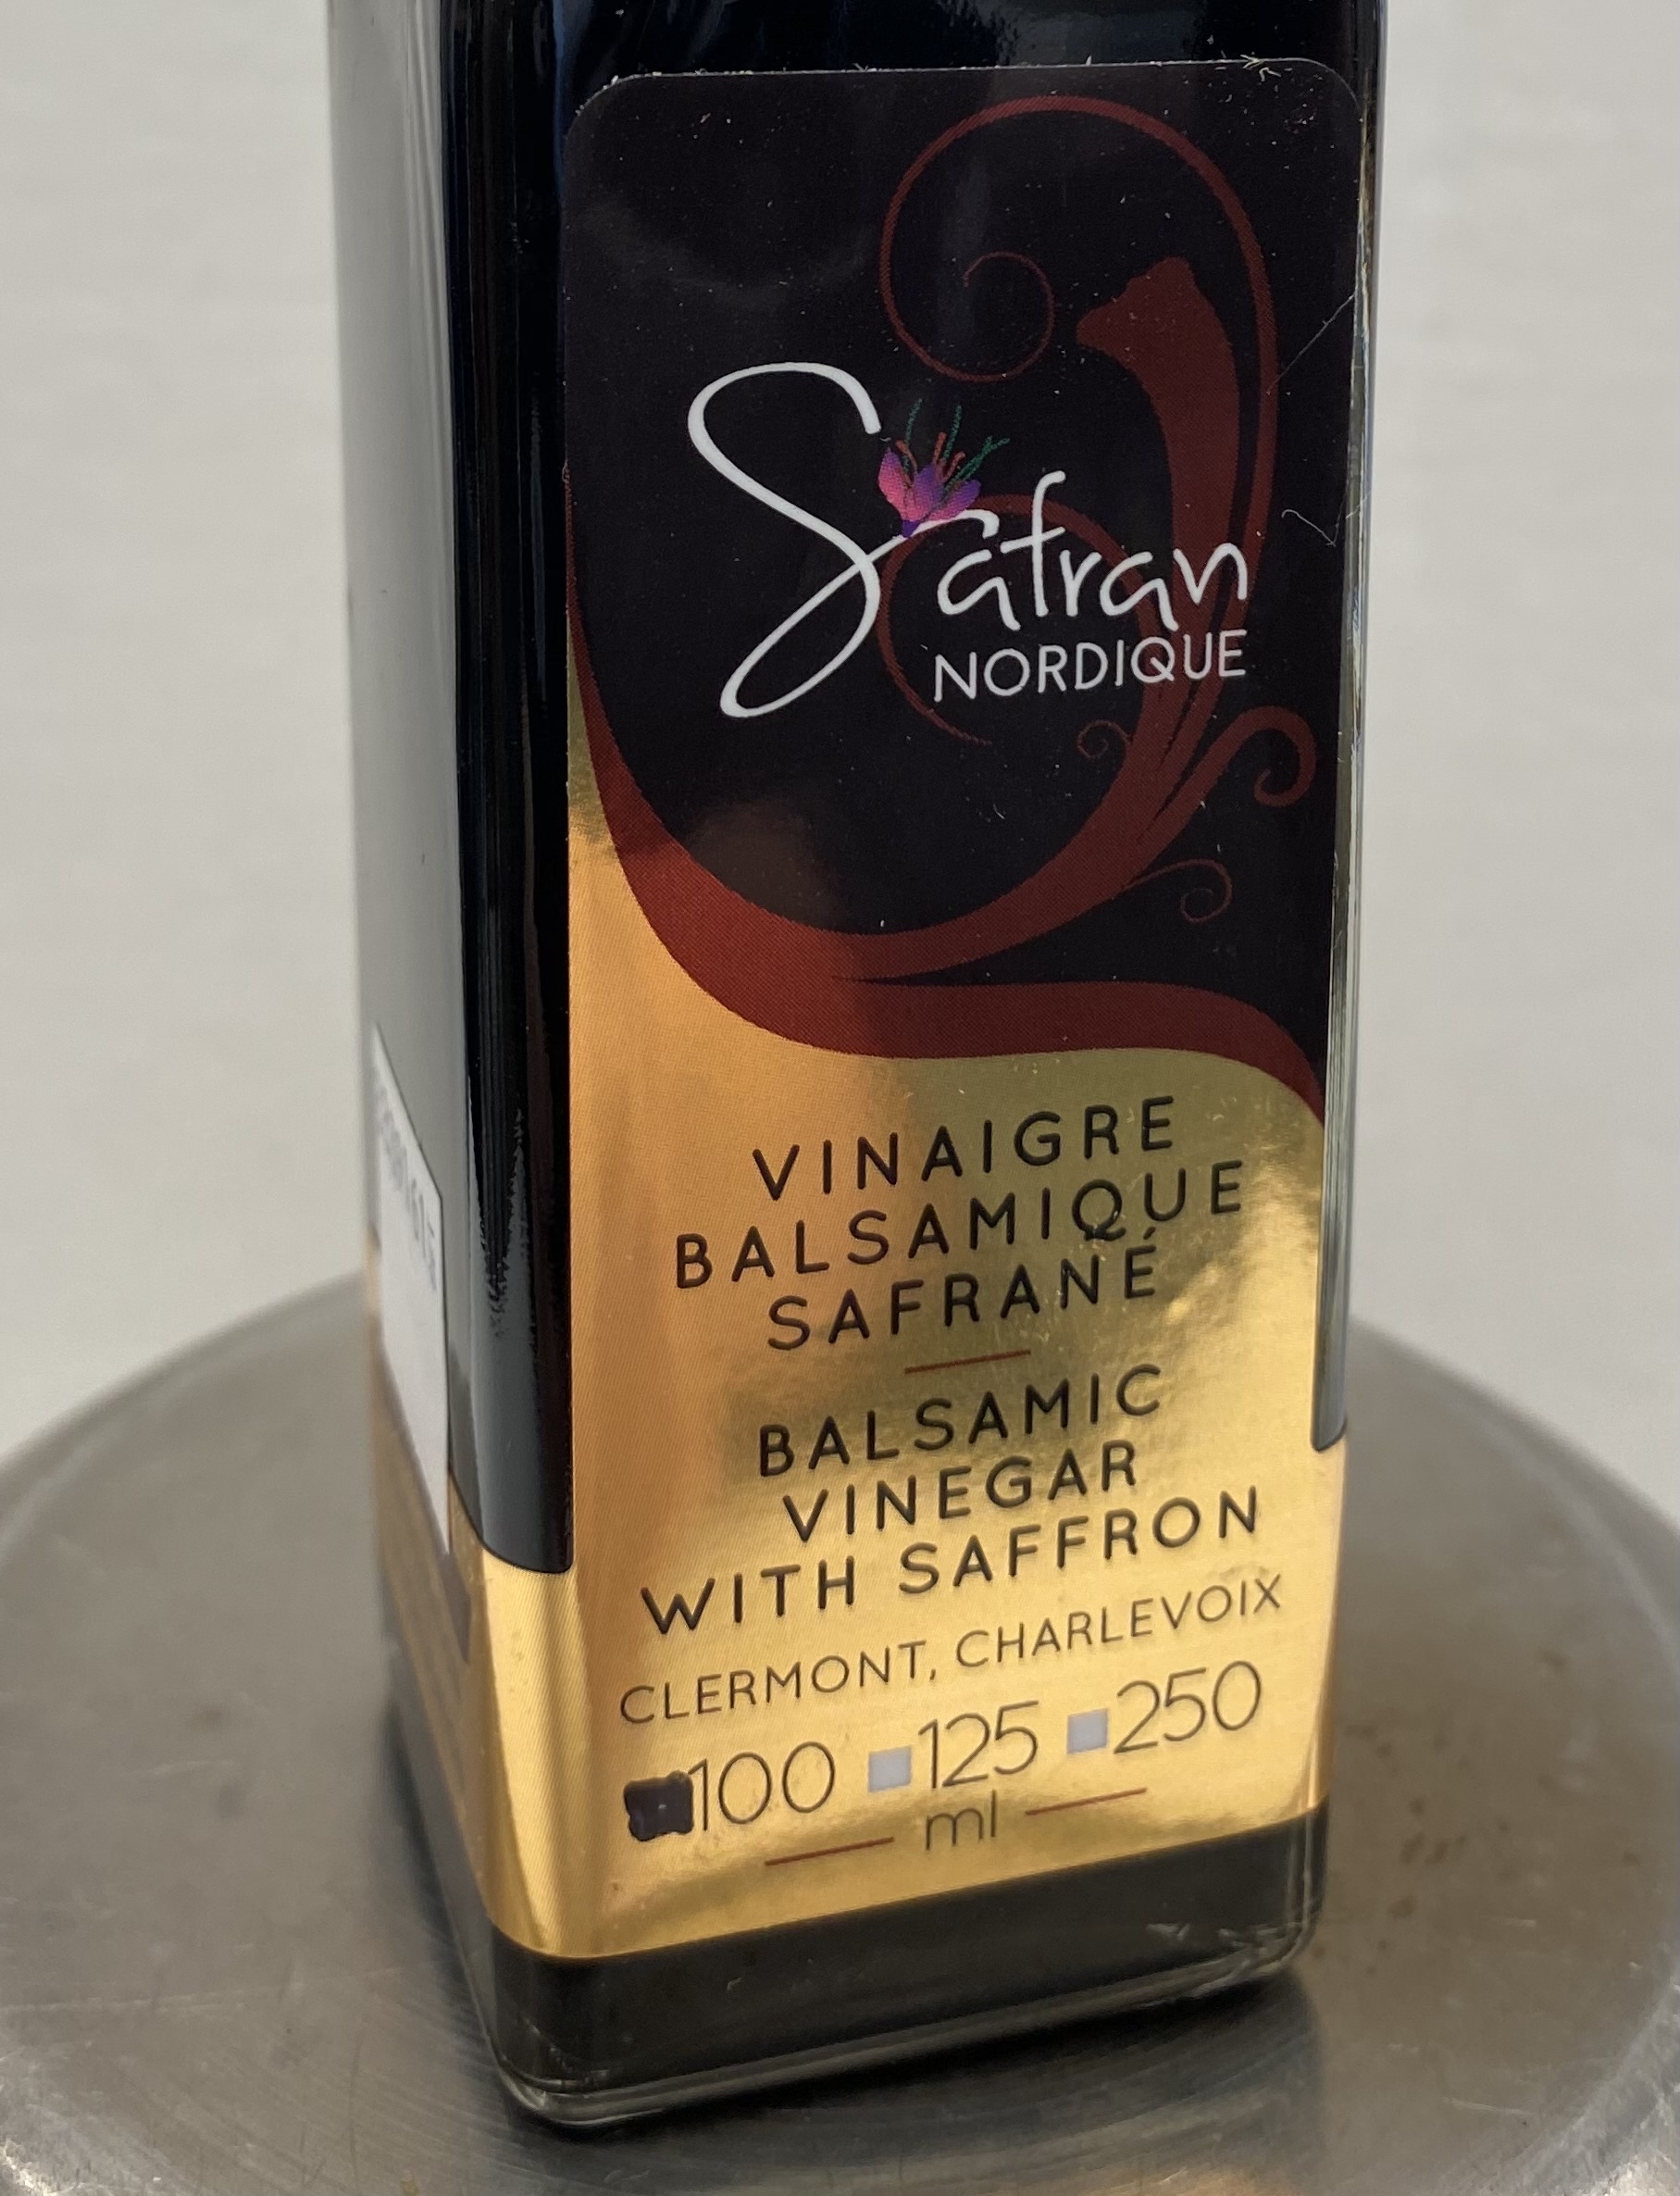 Safran
NORDIQUE
VINAIGRE
BALSAMIQUE
SAFRANÉ
BALSAMIC
VINEGAR
WITH SAFFRON
CLERMONT, CHARLEVOIX
100 125 250
ml